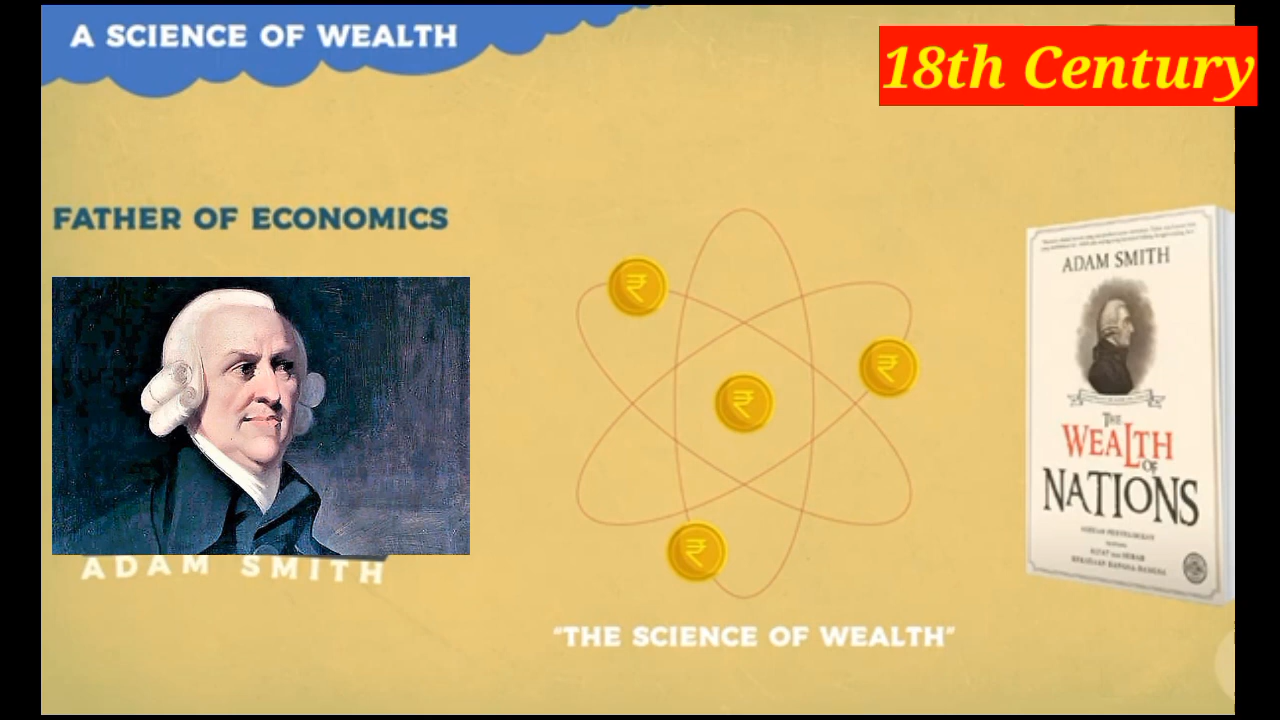 A SCIENCE OF WEALTH
18th Century
FATHER OF ECONOMICS
ADAM SMITH
₹
₹
₹
₹
ADAM SMITH
THE
WEALTH
OF
NATIONS
"THE SCIENCE OF WEALTH"